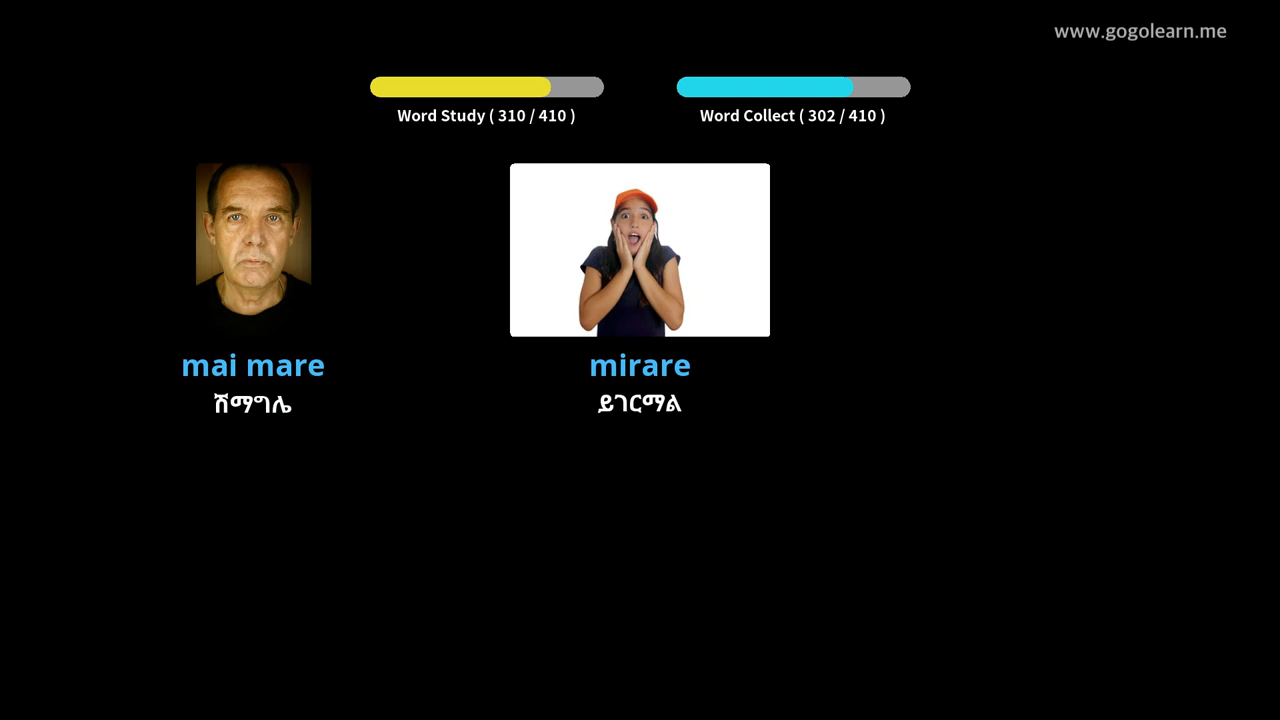 www.gogolearn.me
Word Study ( 310 / 410 )
Word Collect ( 302 / 410 )
mai mare
ሽማግሌ
mirare
ይገርማል